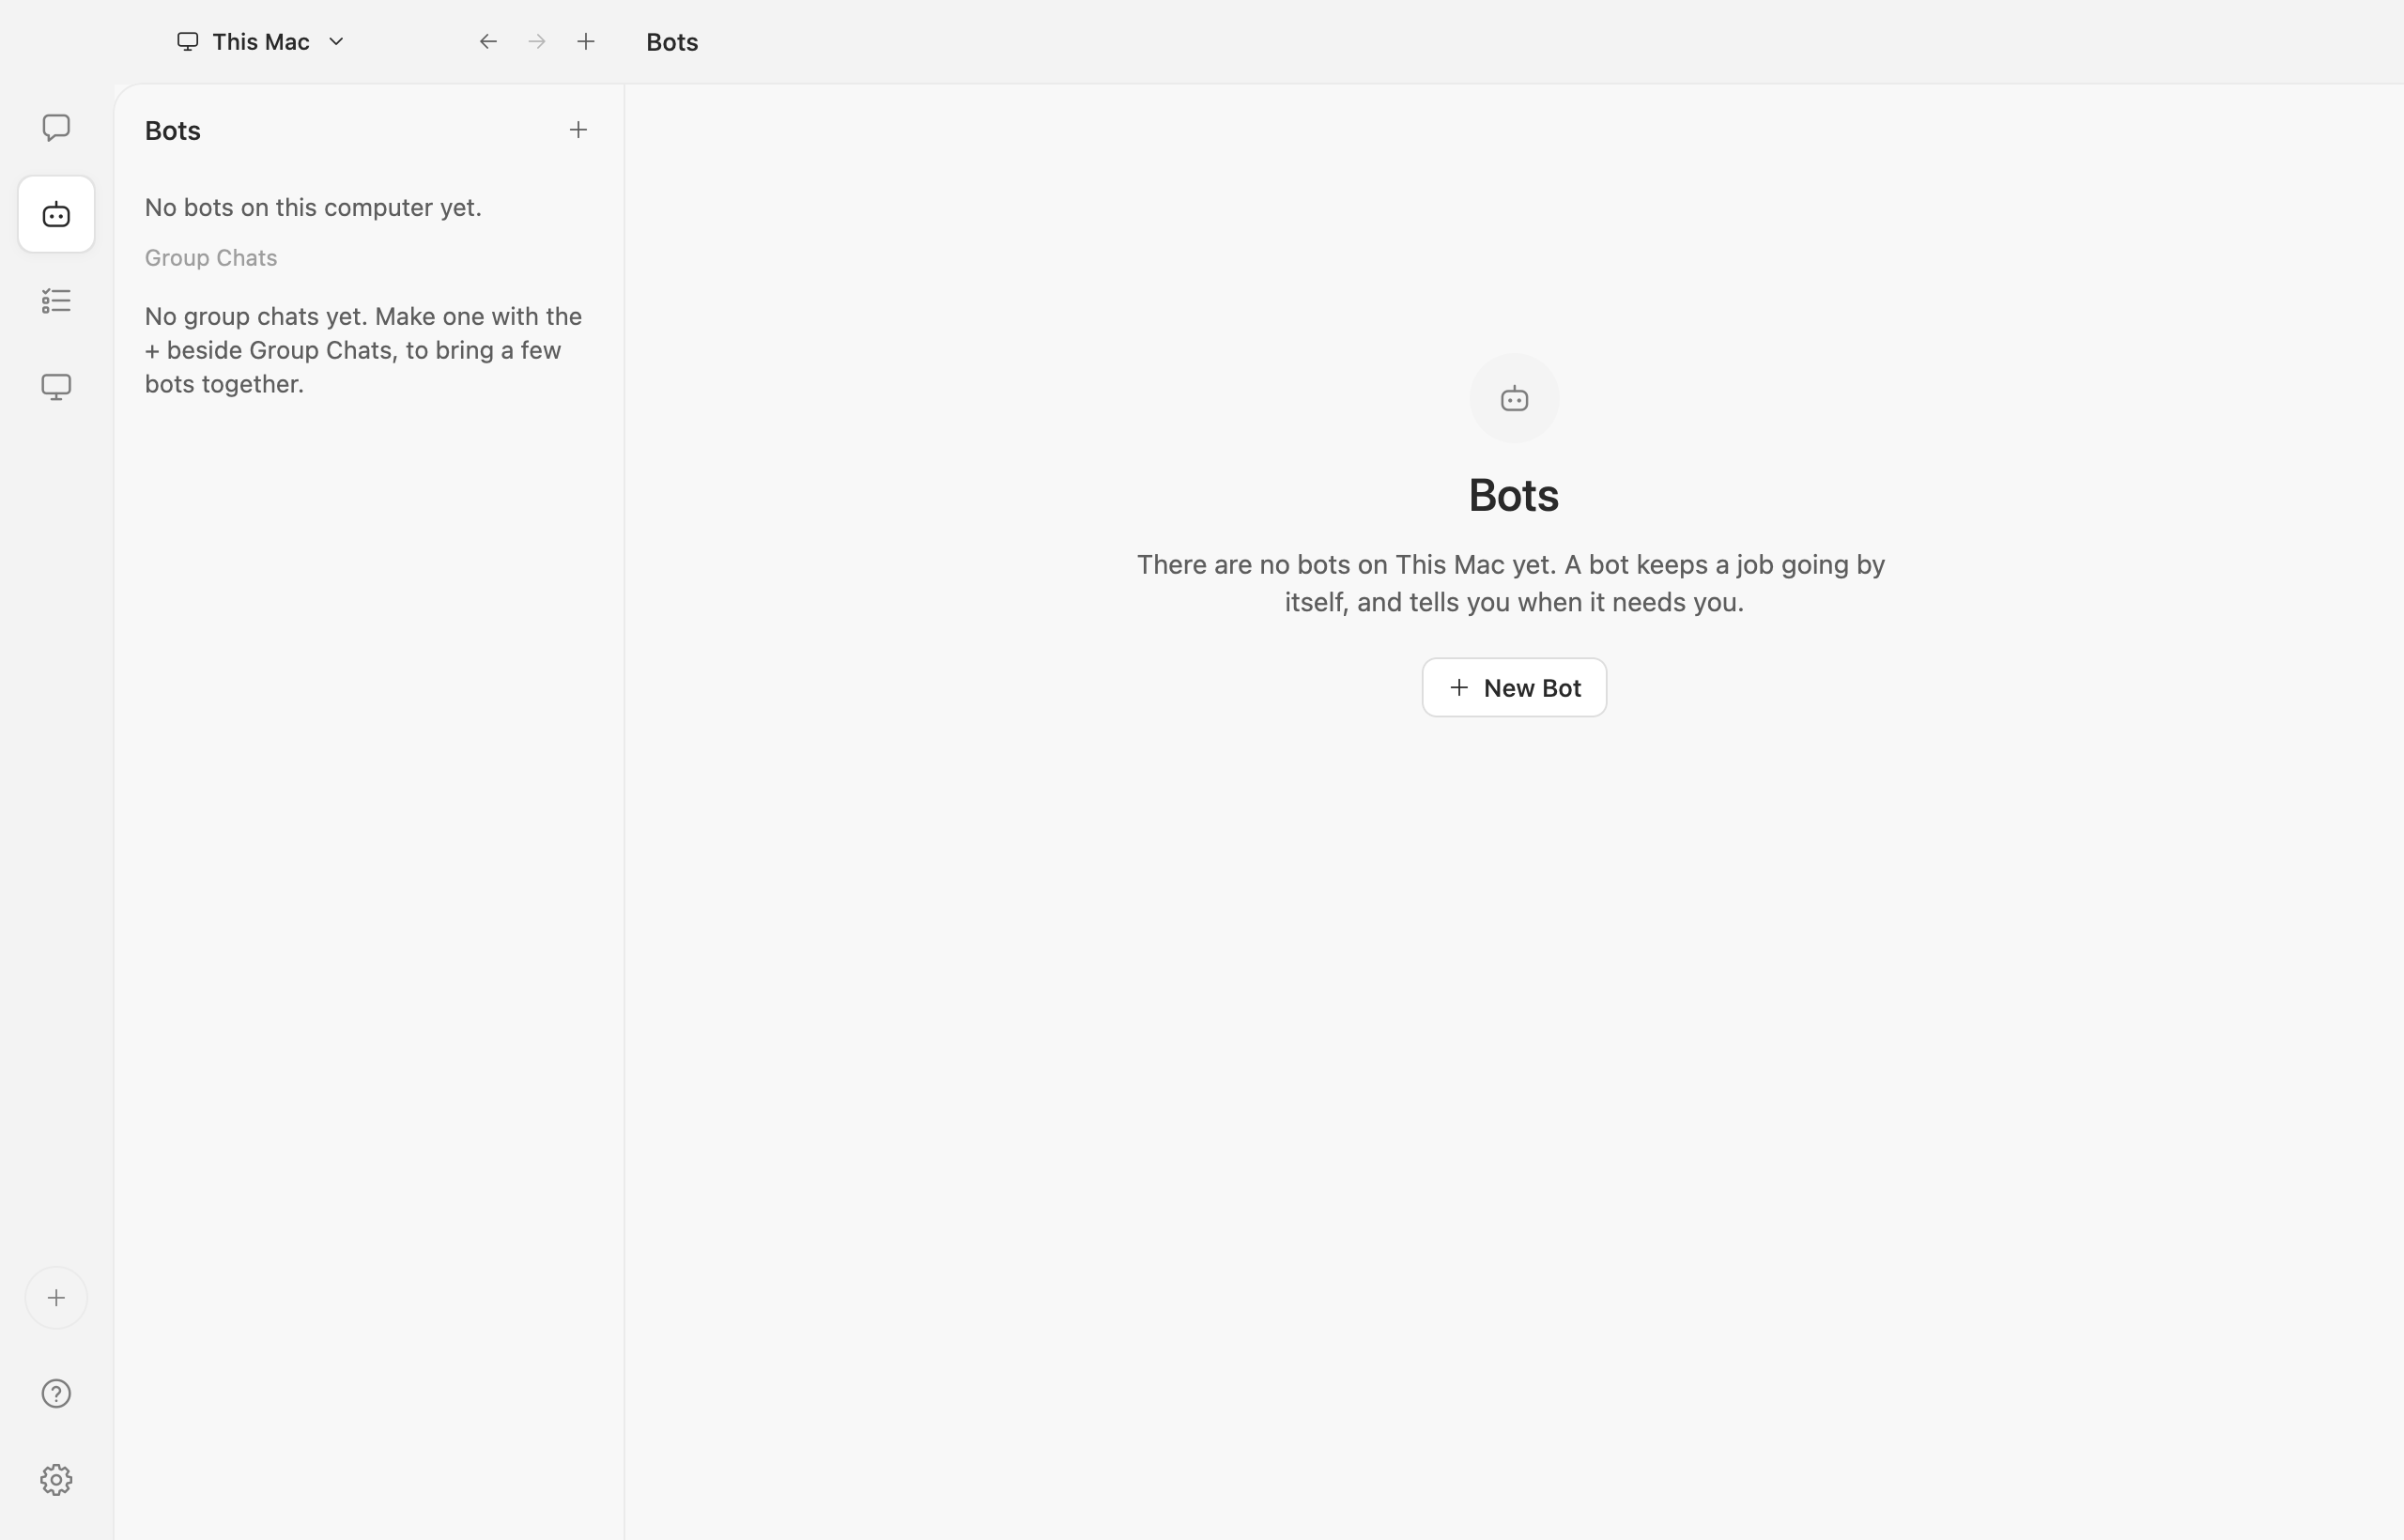 This Mac
Bots
Bots
No bots on this computer yet.
Group Chats
No group chats yet. Make one with the
+ beside Group Chats, to bring a few
bots together.
Bots
There are no bots on This Mac yet. A bot keeps a job going by
itself, and tells you when it needs you.
+ New Bot